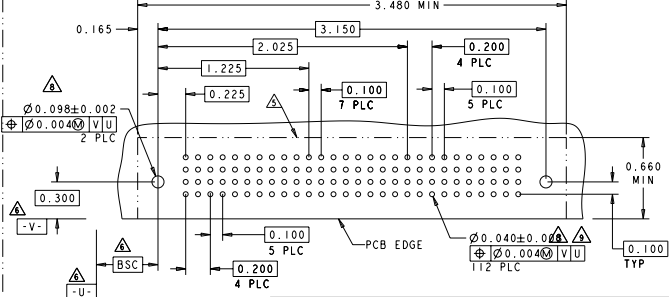 3.480 MIN
0.165
3.150
2.025
0.200
4 PLC
1.225
0.100
7 PLC
0.100
5 PLC
0.225
8
5
Ø0.098±0.002
⌖ Ø0.004Ⓜ V U
2 PLC
0.660
MIN
0.300
6
-V-
6
BSC
6
-U-
0.100
5 PLC
0.200
4 PLC
PCB EDGE
8 9
Ø0.040±
⌖ Ø0.004Ⓜ V U
112 PLC
0.100
TYP